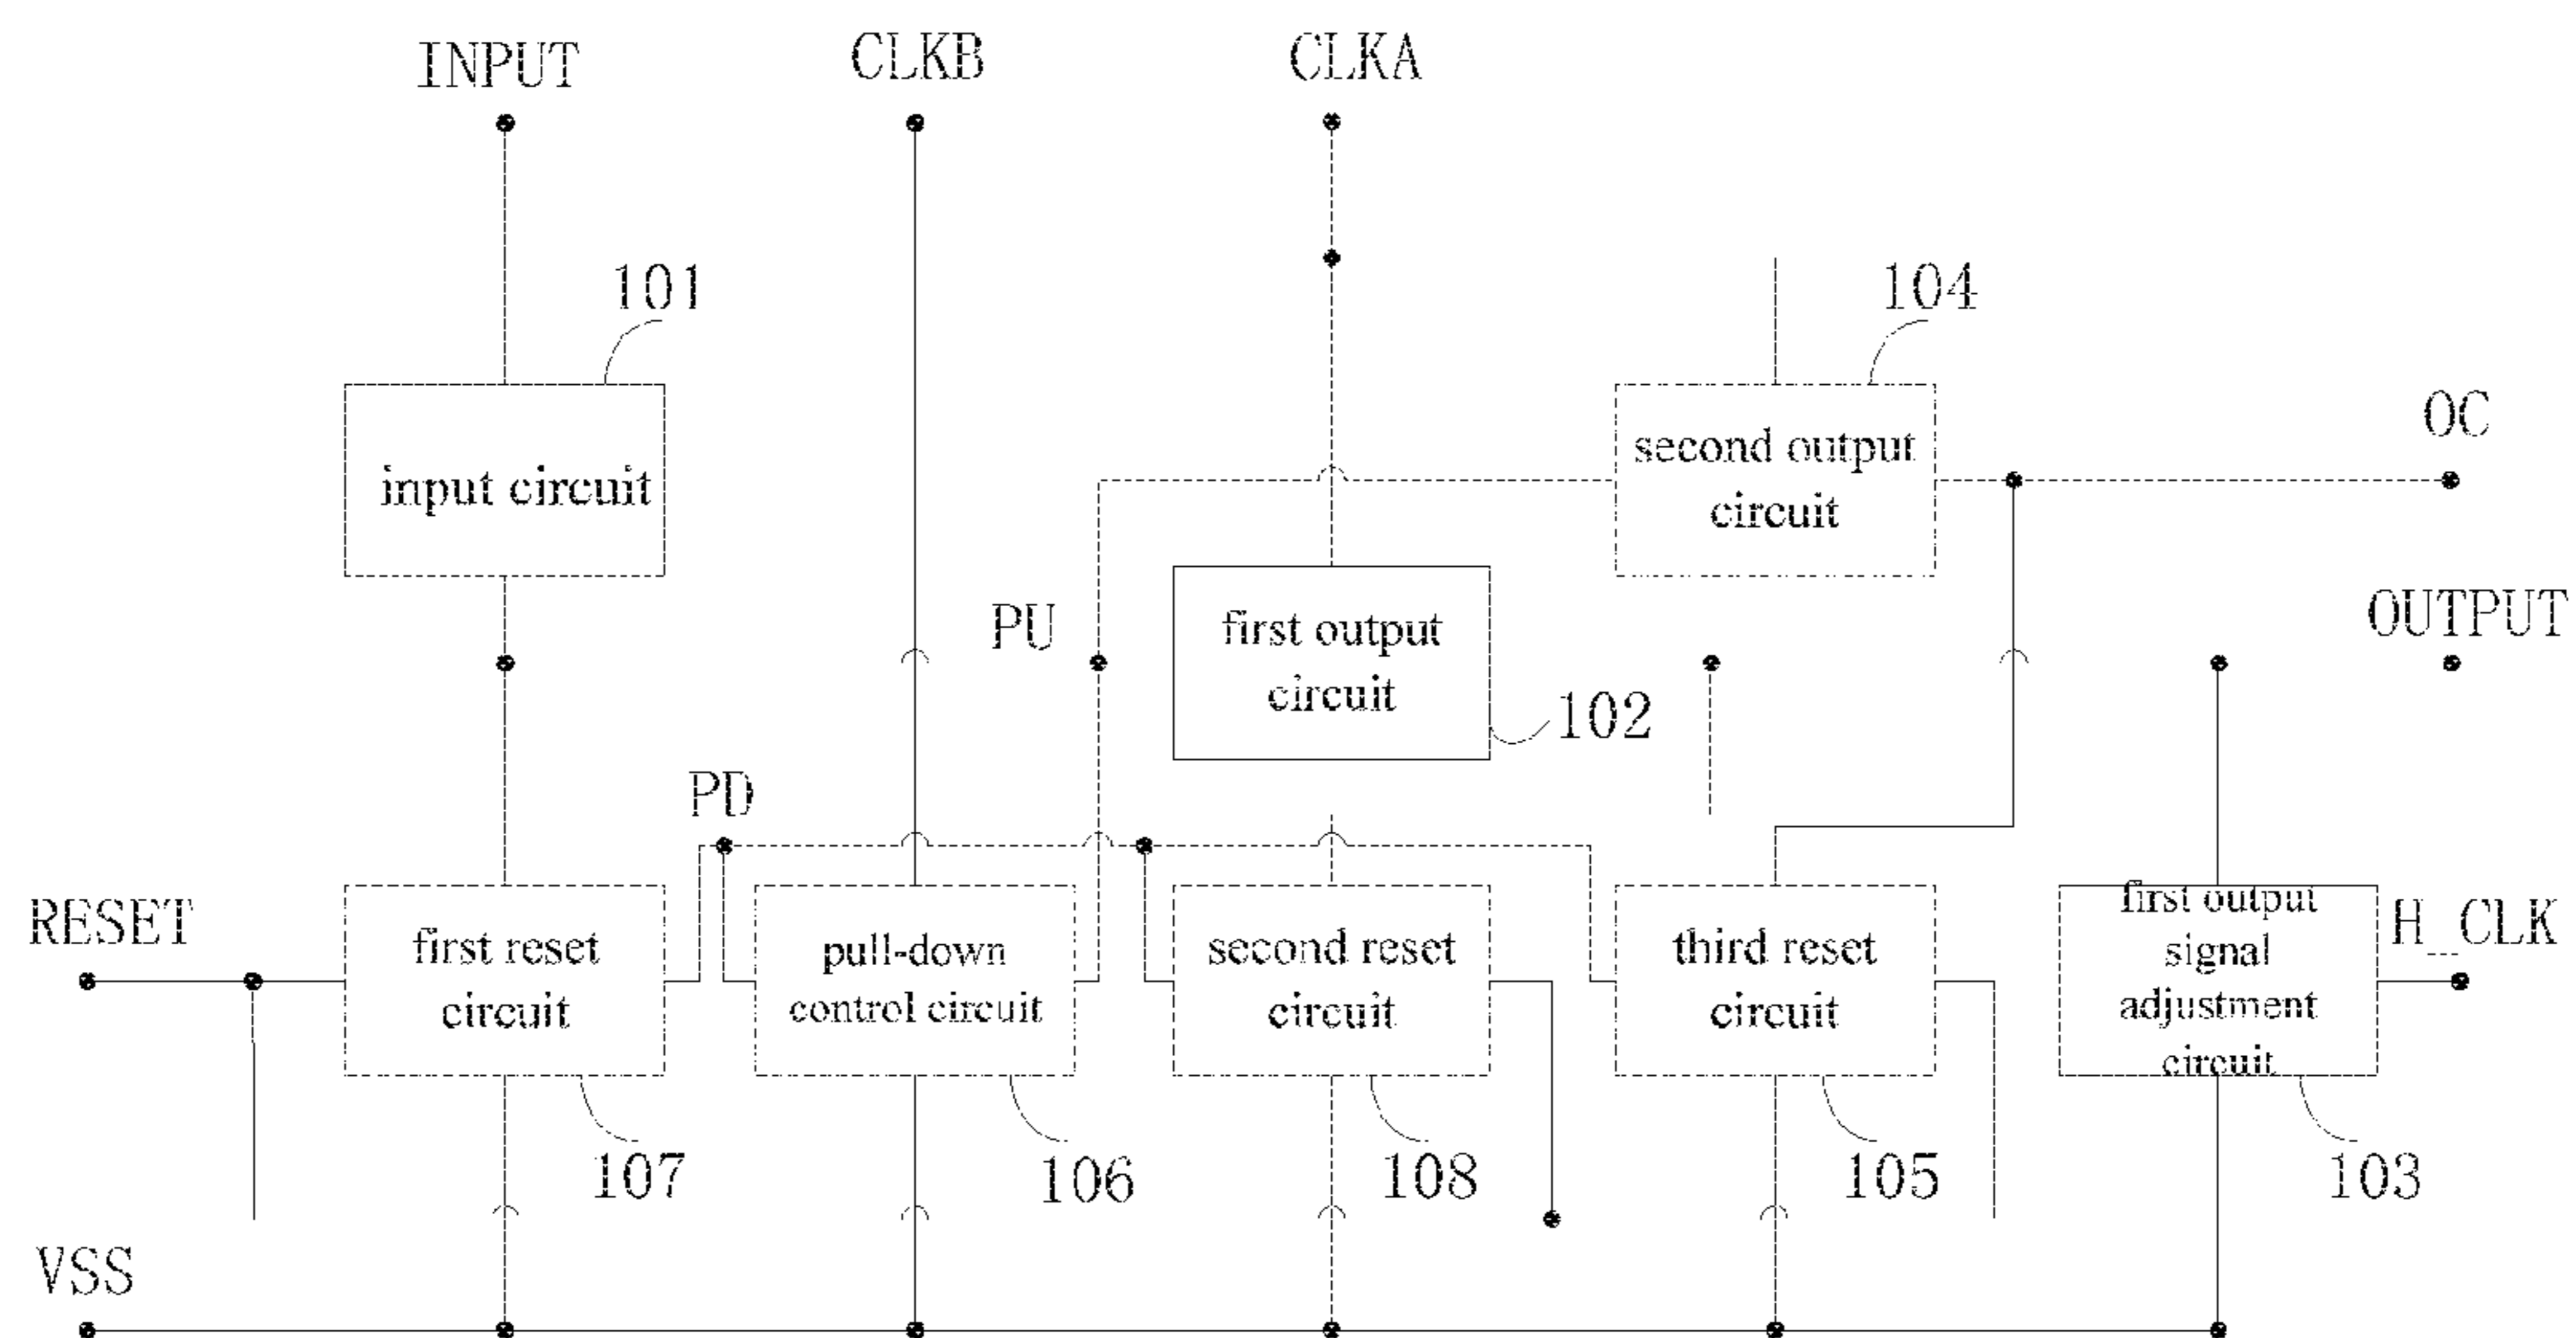 INPUT
CLKB
CLKA
101
104
input circuit
second output
circuit
OC
PU
first output
circuit
102
OUTPUT
PD
RESET
first reset
circuit
pull-down
control circuit
second reset
circuit
third reset
circuit
first output
signal
adjustment
circuit
H_CLK
107
106
108
105
103
VSS